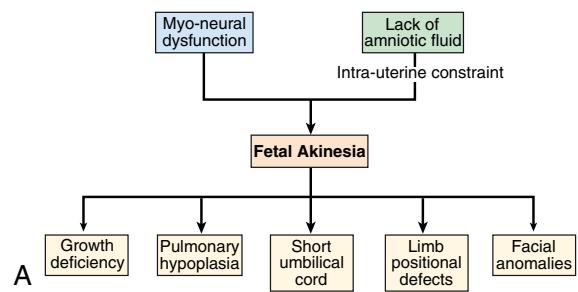 Myo-neural
dysfunction
Lack of
amniotic fluid
Intra-uterine constraint
Fetal Akinesia
Growth
deficiency
Pulmonary
hypoplasia
Short
umbilical
cord
Limb
positional
defects
Facial
anomalies
A